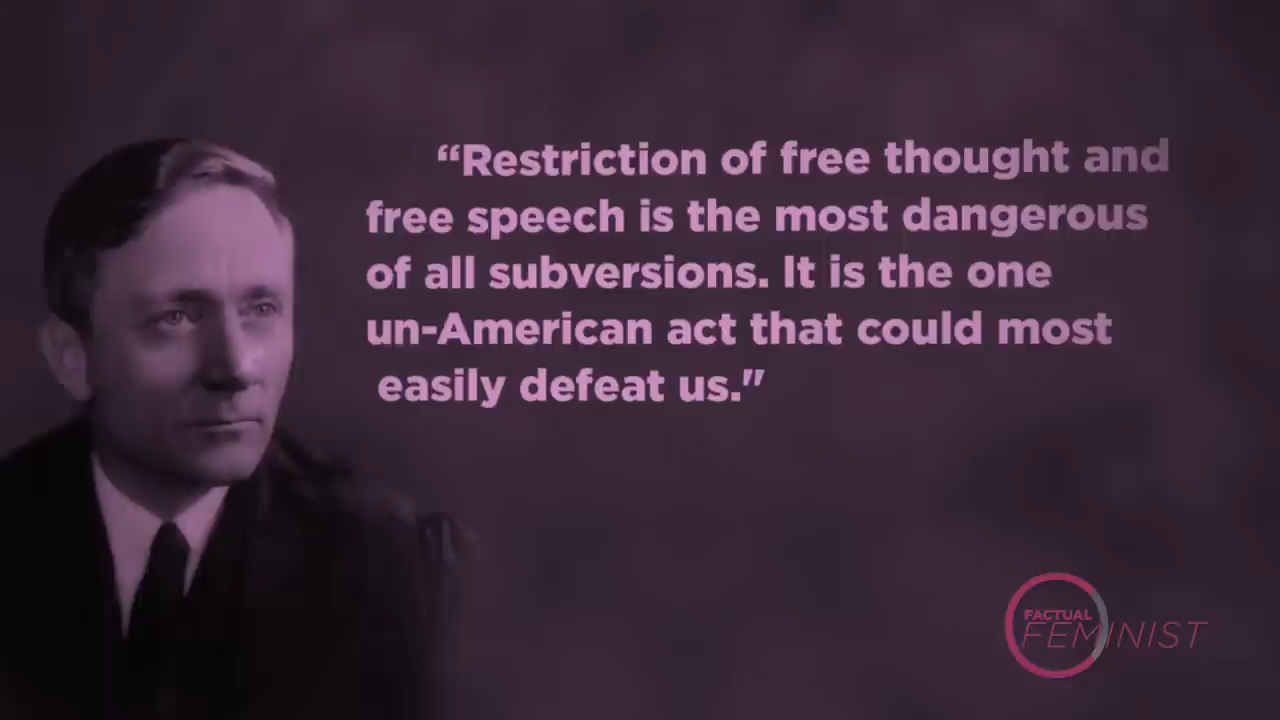 “Restriction of free thought and
free speech is the most dangerous
of all subversions. It is the one
un-American act that could most
easily defeat us."
FACTUAL
FEMINIST